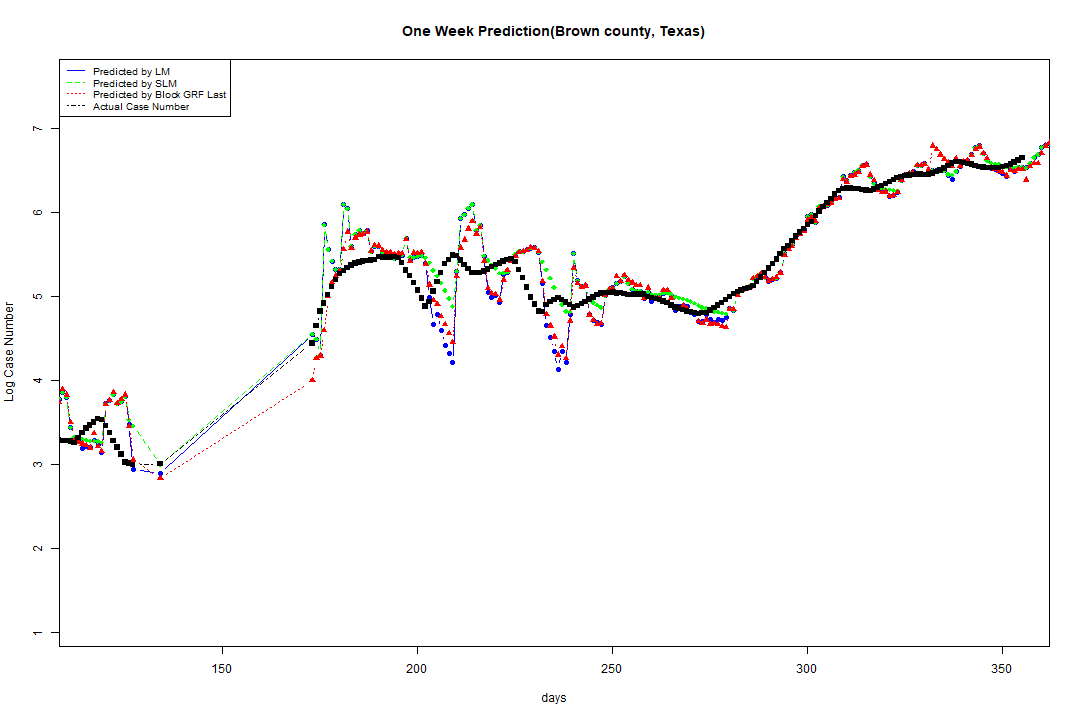 One Week Prediction(Brown county, Texas)
Predicted by LM
Predicted by SLM
Predicted by Block GRF Last
Actual Case Number
7
6
5
4
3
2
1
Log Case Number
150 200 250 300 350
days